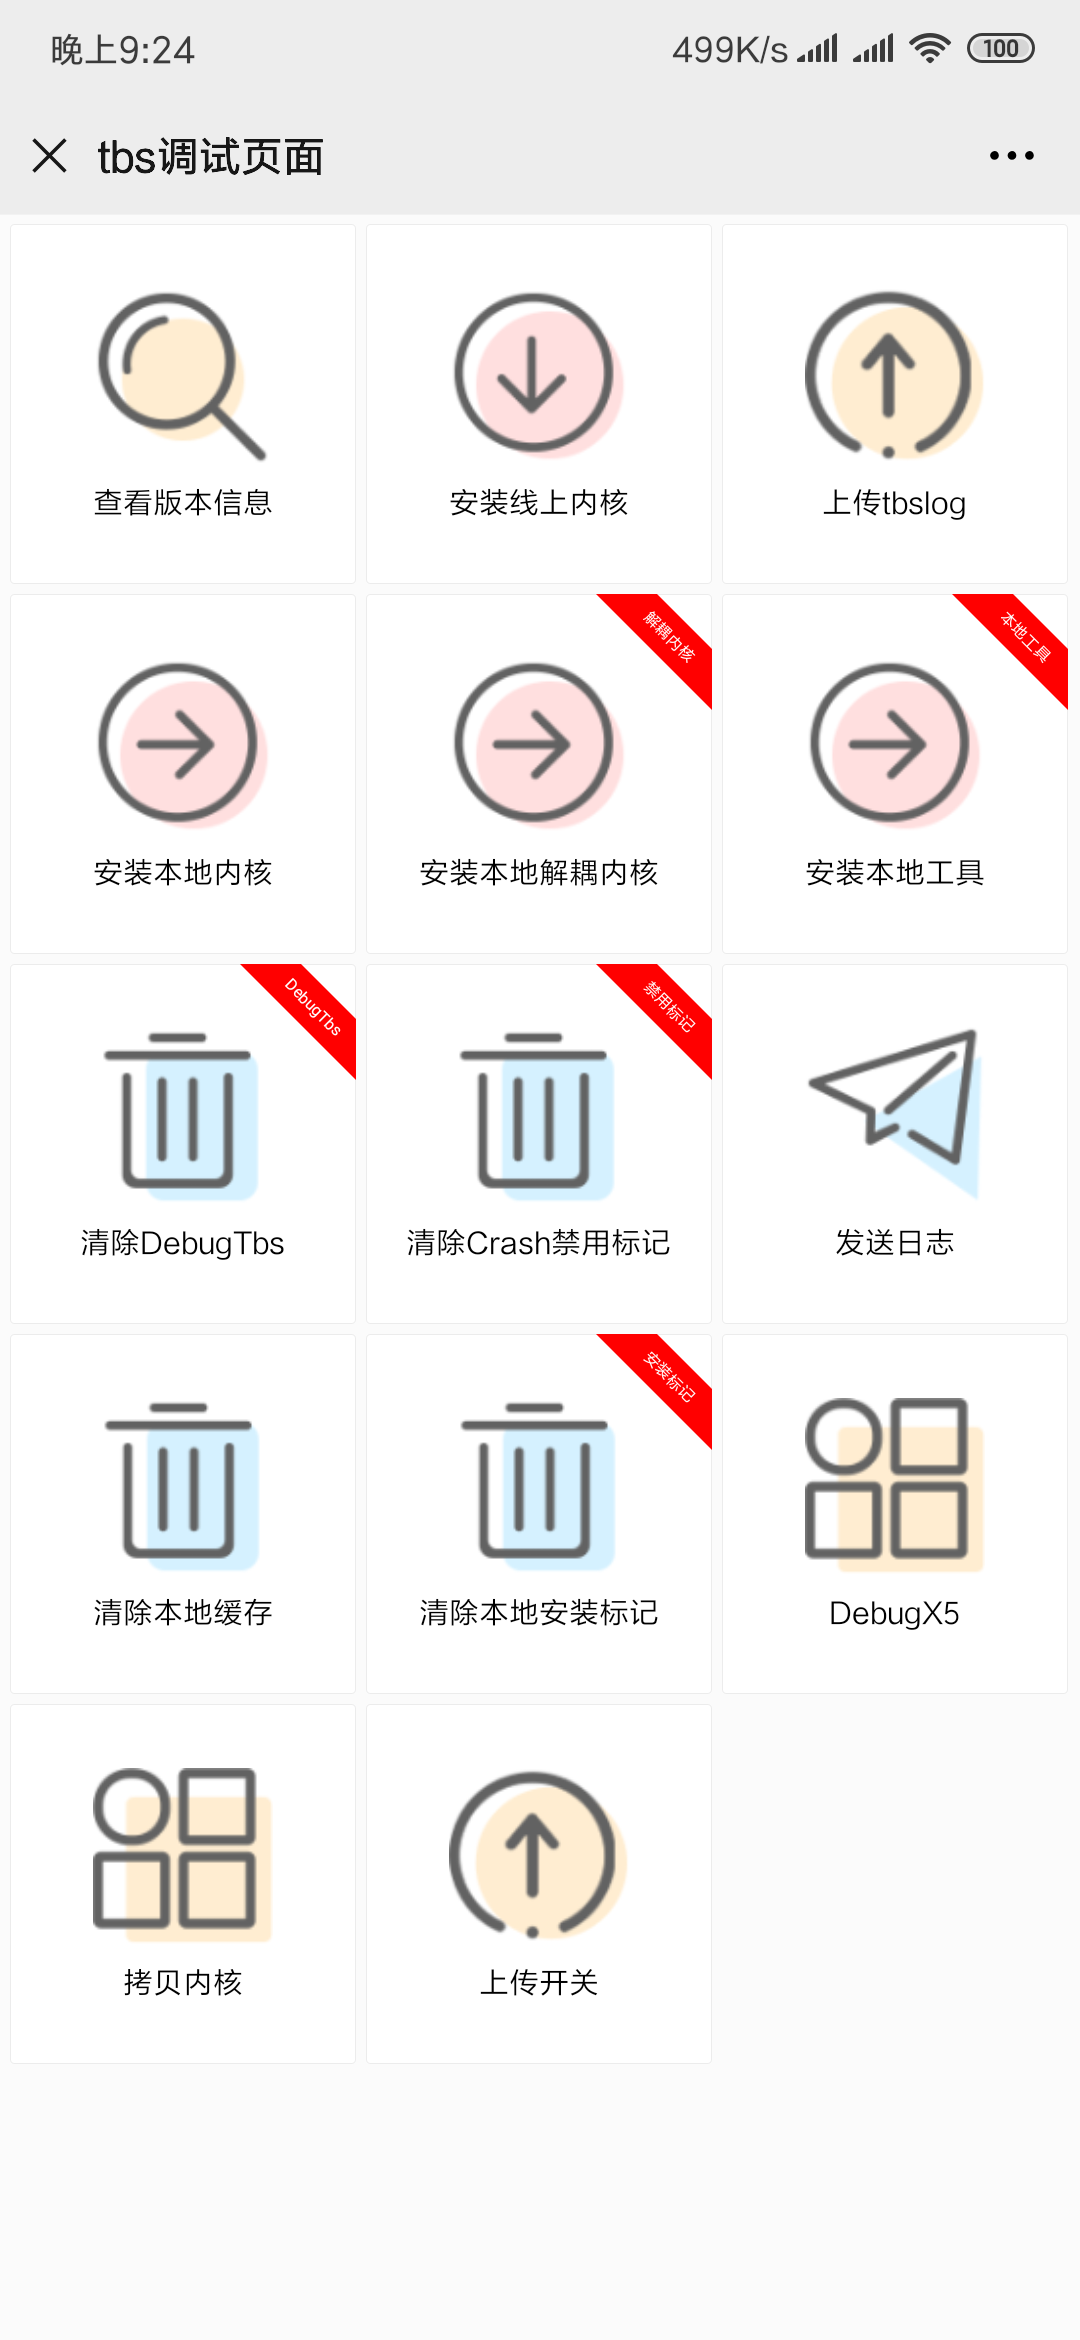 晚上9:24 499K/s 100
tbs调试页面
查看版本信息 安装线上内核 上传tbslog
解耦内核 本地工具
安装本地内核 安装本地解耦内核 安装本地工具
DebugTbs 禁用标记
清除DebugTbs 清除Crash禁用标记 发送日志
安装标记
清除本地缓存 清除本地安装标记 DebugX5
拷贝内核 上传开关